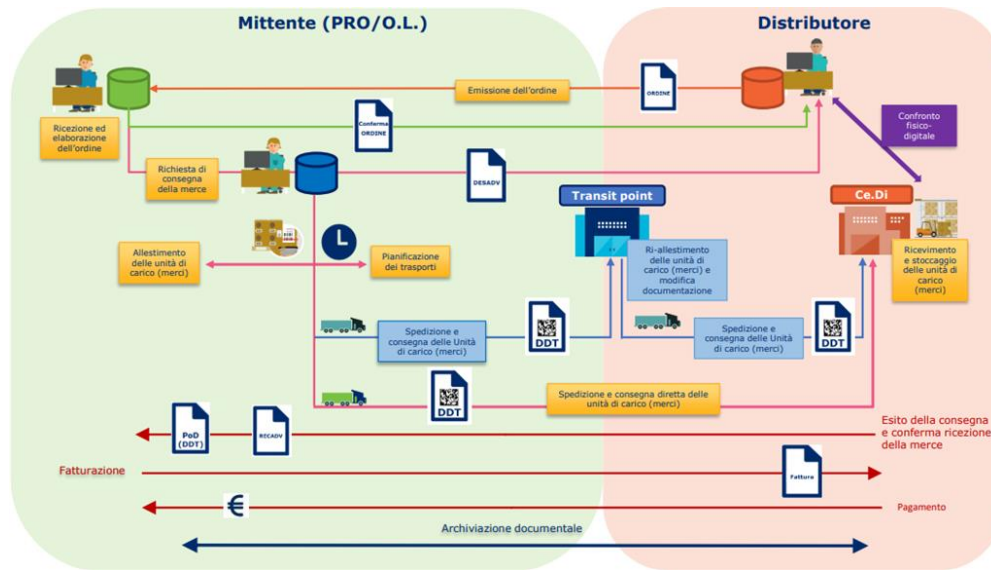 Mittente (PRO/O.L.)
Distributore
Emissione dell'ordine
ORDINE
Ricezione ed
elaborazione
dell'ordine
Conferma
ORDINE
Confronto
fisico-
digitale
Richiesta di
consegna
della merce
DESADV
Transit point
Ce.Di
Allestimento
delle unità di
carico (merci)
Pianificazione
dei trasporti
Ri-allestimento
delle unità di
carico (merci) e
modifica
documentazione
Ricevimento
e stoccaggio
delle unità di
carico
(merci)
Spedizione e
consegna delle Unità
di carico (merci)
DDT
Spedizione e
consegna delle Unità
di carico (merci)
DDT
DDT
Spedizione e consegna diretta delle
unità di carico (merci)
PoD
(DDT)
RECADV
Esito della consegna
e conferma ricezione
della merce
Fatturazione
Fattura
€
Pagamento
Archiviazione documentale